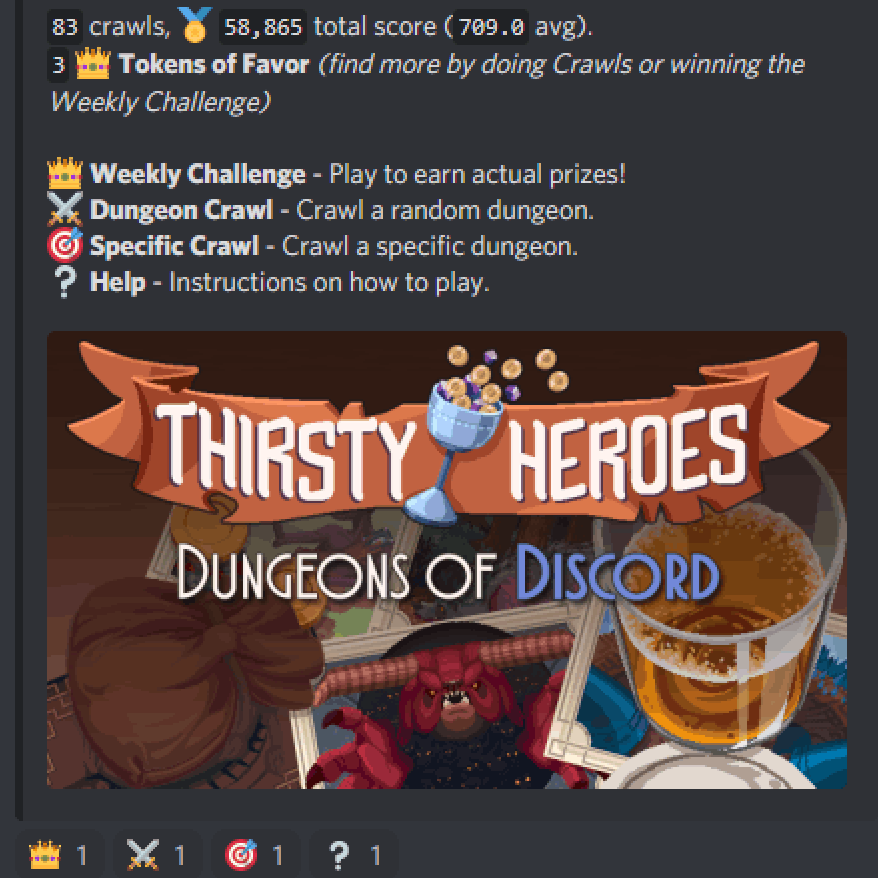 83 crawls, 58,865 total score (709.0 avg).
3 Tokens of Favor (find more by doing Crawls or winning the
Weekly Challenge)
Weekly Challenge - Play to earn actual prizes!
Dungeon Crawl - Crawl a random dungeon.
Specific Crawl - Crawl a specific dungeon.
? Help - Instructions on how to play.
THIRSTY HEROES
DUNGEONS OF DISCORD
1 1 1 ? 1